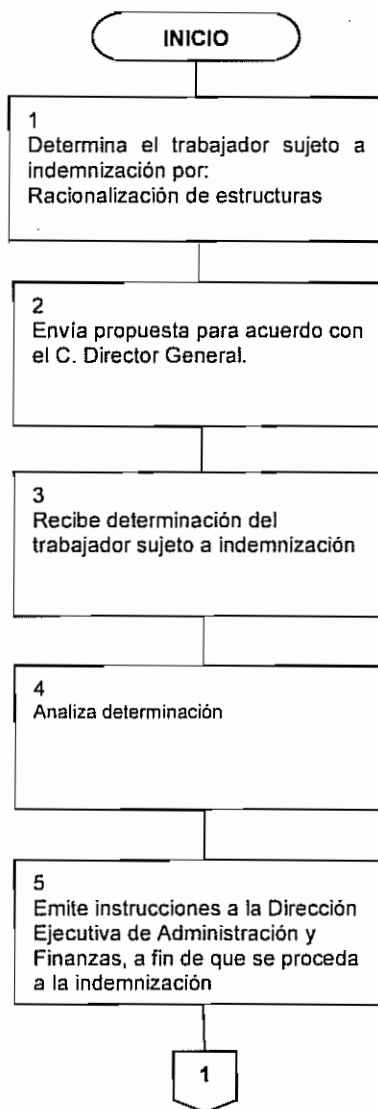 INICIO
1
Determina el trabajador sujeto a
indemnización por:
Racionalización de estructuras
2
Envía propuesta para acuerdo con
el C. Director General.
3
Recibe determinación del
trabajador sujeto a indemnización
4
Analiza determinación
5
Emite instrucciones a la Dirección
Ejecutiva de Administración y
Finanzas, a fin de que se proceda
a la indemnización
1